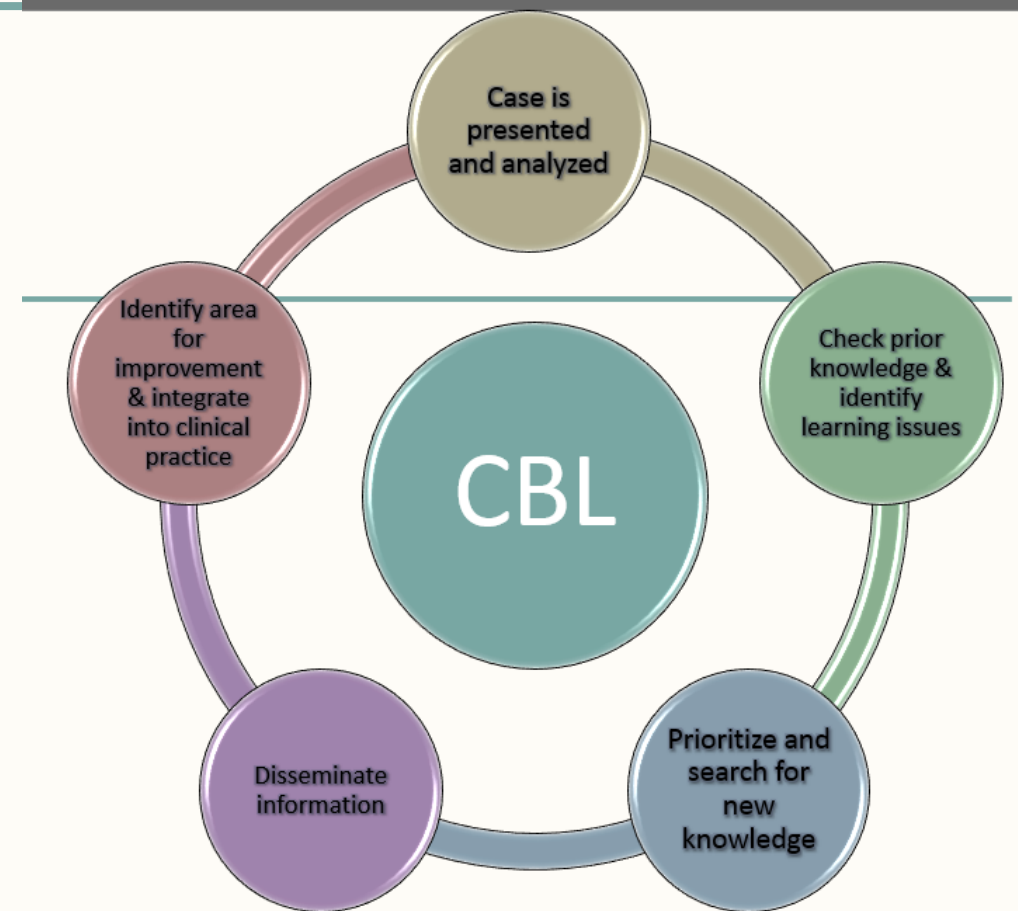 Case is
presented
and analyzed
Check prior
knowledge &
identify
learning issues
Prioritize and
search for
new
knowledge
Disseminate
information
Identify area
for
improvement
& integrate
into clinical
practice
CBL